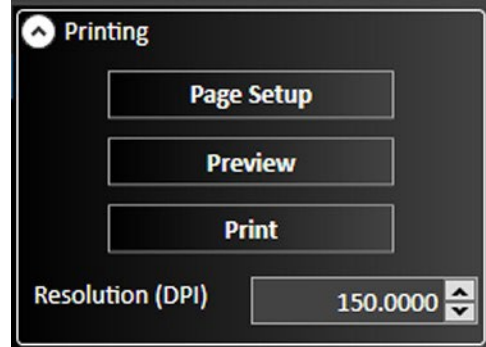 Printing
Page Setup
Preview
Print
Resolution (DPI) 150.0000